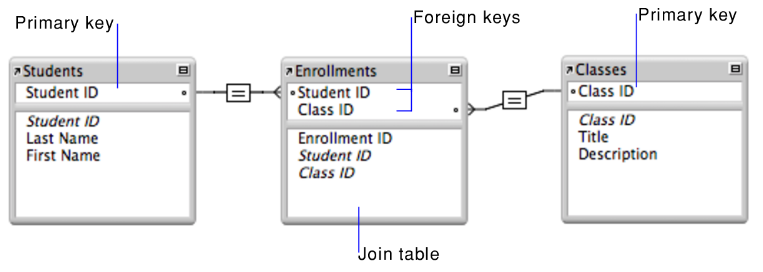 Primary key
Foreign keys
Primary key
Students
Student ID
Student ID
Last Name
First Name
=
Enrollments
Student ID
Class ID
Enrollment ID
Student ID
Class ID
=
Classes
Class ID
Class ID
Title
Description
Join table